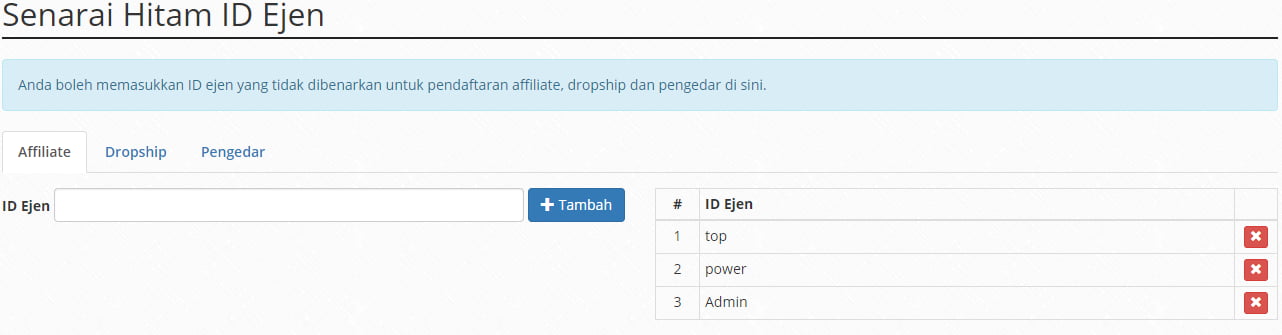 Senarai Hitam ID Ejen
Anda boleh memasukkan ID ejen yang tidak dibenarkan untuk pendaftaran affiliate, dropship dan pengedar di sini.
Affiliate Dropship Pengedar
ID Ejen Tambah
# ID Ejen
1 top
2 power
3 Admin